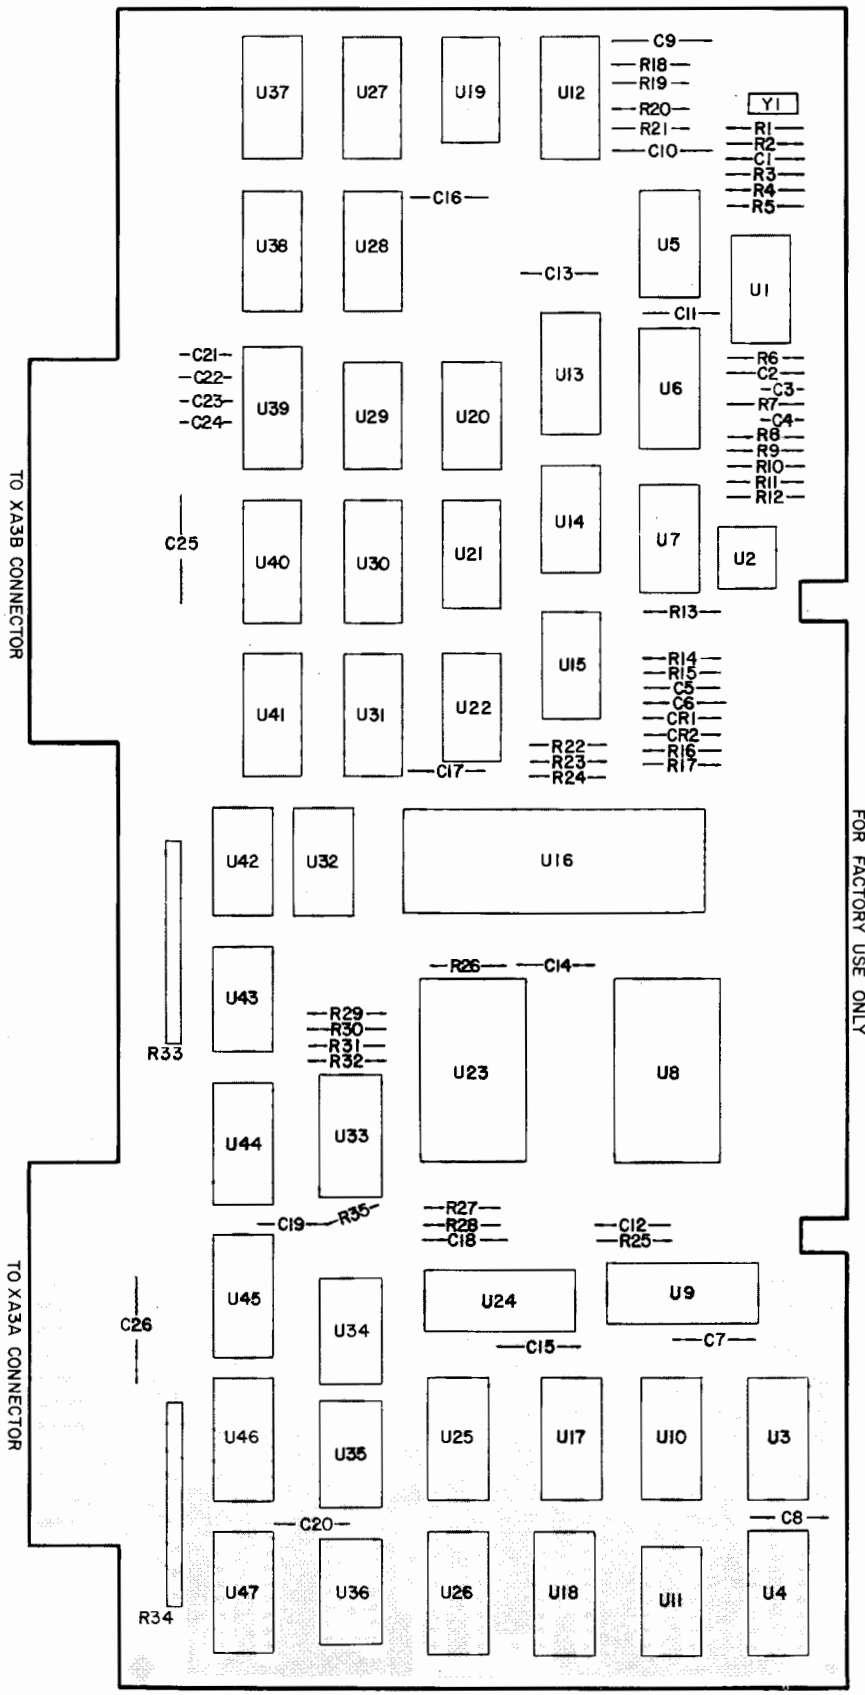 C9
U37 U27 U19 U12 R18
R19
Y1
R20
R21 R1
R2
C10
C1
R3
R4
C16
R5
U38 U28 U5
C13
U1
C11
C21 R6
C22 C2
U13 U6 C3
C23 R7
U39 U29 U20
C24 C4
R8
R9
R10
R11
R12
C25
U40 U30 U21 U14 U7 U2
R13
R14
U15 R15
C5
C6
U41 U31 U22 CR1
CR2
R22 R16
R23 R17
C17 R24
TO XA3B CONNECTOR
U42 U32 U16
FOR FACTORY USE ONLY
R26 C14
U43
R29
R30
R31
R33 R32
U23 U8
U44 U33
R27
C19 R35 R28 C12
C18 R25
U45 U24 U9
C26 U34
C15 C7
TO XA3A CONNECTOR
U46 U35 U25 U17 U10 U3
C20 C8
U47 U36 U26 U18 U11 U4
R34